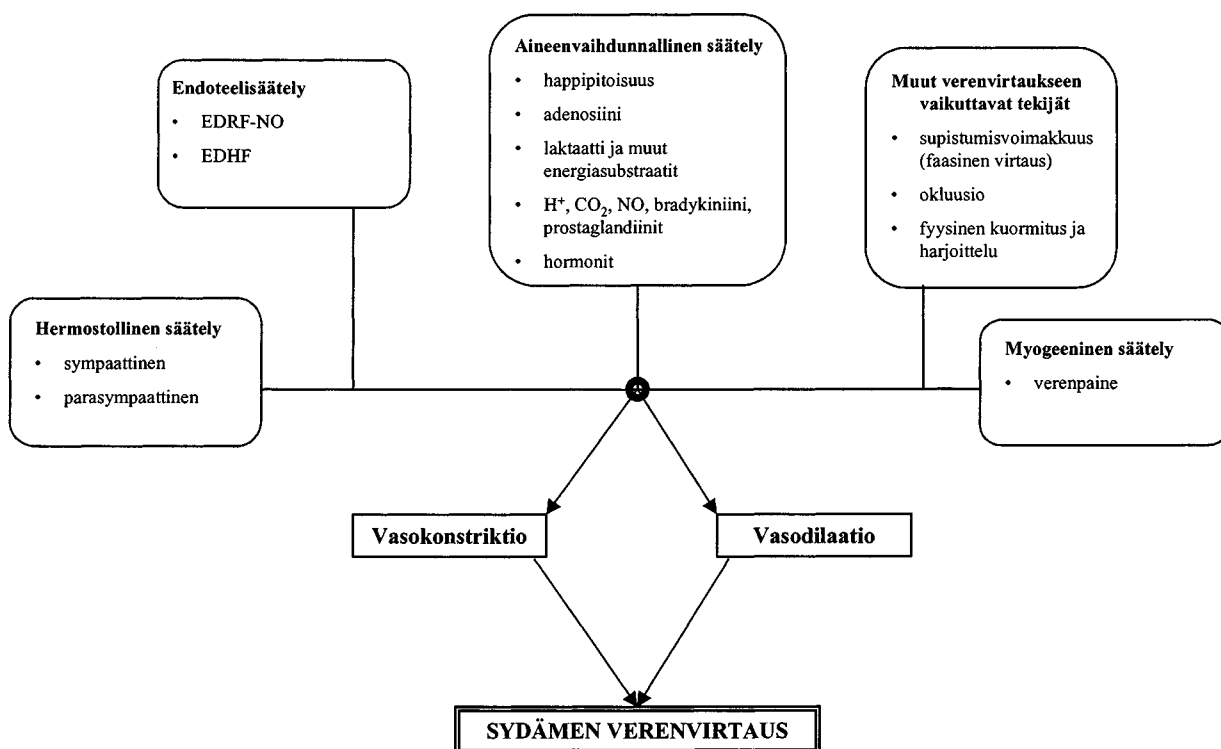 Endoteelisäätely
• EDRF-NO
• EDHF
Aineenvaihdunnallinen säätely
• happipitoisuus
• adenosiini
• laktaatti ja muut
energiasubstraatit
• H⁺, CO₂, NO, bradykiniini,
prostaglandiinit
• hormonit
Muut verenvirtaukseen
vaikuttavat tekijät
• supistumisvoimakkuus
(faasinen virtaus)
• okluusio
• fyysinen kuormitus ja
harjoittelu
Hermostollinen säätely
• sympaattinen
• parasympaattinen
Myogeeninen säätely
• verenpaine
Vasokonstriktio
Vasodilaatio
SYDÄMEN VERENVIRTAUS